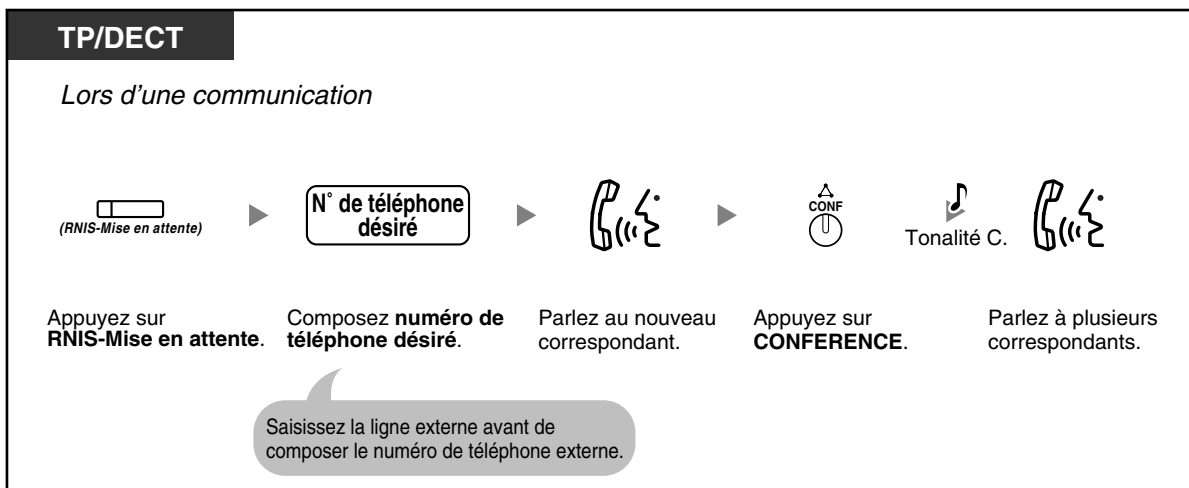 TP/DECT
Lors d'une communication
(RNIS-Mise en attente)
N° de téléphone
désiré
CONF
Tonalité C.
Appuyez sur
RNIS-Mise en attente.
Composez numéro de
téléphone désiré.
Parlez au nouveau
correspondant.
Appuyez sur
CONFERENCE.
Parlez à plusieurs
correspondants.
Saisissez la ligne externe avant de
composer le numéro de téléphone externe.